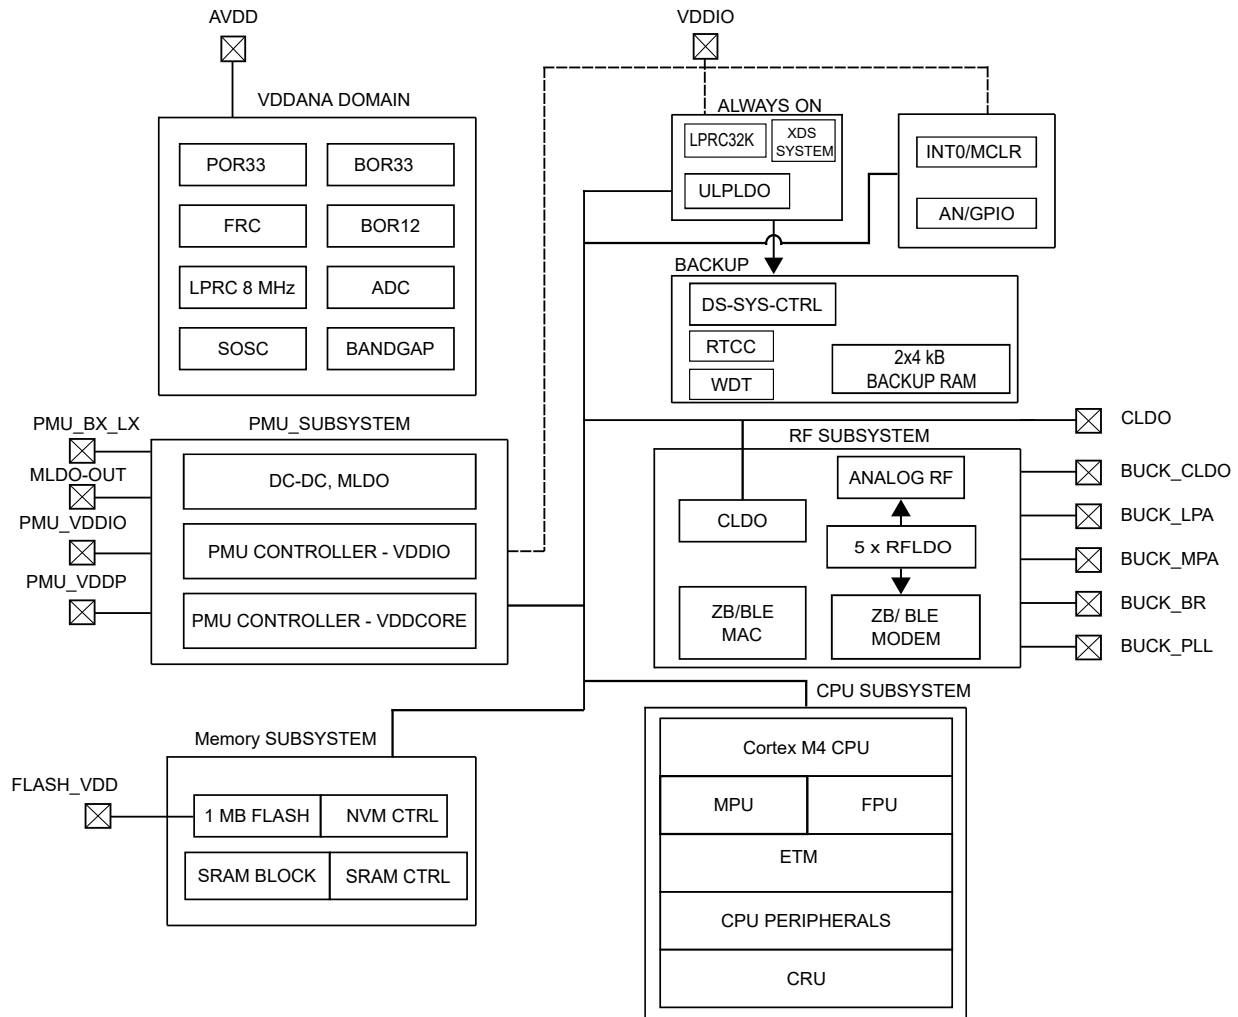 AVDD
VDDIO
VDDANA DOMAIN
POR33
BOR33
FRC
BOR12
LPRC 8 MHz
ADC
SOSC
BANDGAP
ALWAYS ON
LPRC32K
XDS
SYSTEM
ULPLDO
INT0/MCLR
AN/GPIO
BACKUP
DS-SYS-CTRL
RTCC
WDT
2x4 kB
BACKUP RAM
PMU_BX_LX
MLDO-OUT
PMU_VDDIO
PMU_VDDP
PMU_SUBSYSTEM
DC-DC, MLDO
PMU CONTROLLER - VDDIO
PMU CONTROLLER - VDDCORE
RF SUBSYSTEM
ANALOG RF
CLDO
5 x RFLDO
ZB/BLE
MAC
ZB/ BLE
MODEM
CLDO
BUCK_CLDO
BUCK_LPA
BUCK_MPA
BUCK_BR
BUCK_PLL
Memory SUBSYSTEM
FLASH_VDD
1 MB FLASH
NVM CTRL
SRAM BLOCK
SRAM CTRL
CPU SUBSYSTEM
Cortex M4 CPU
MPU
FPU
ETM
CPU PERIPHERALS
CRU